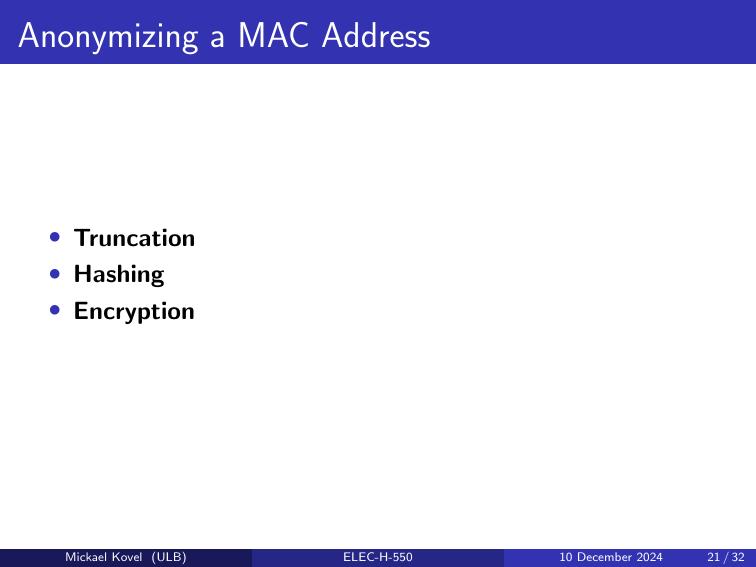 Anonymizing a MAC Address
• Truncation
• Hashing
• Encryption
Mickael Kovel (ULB) ELEC-H-550 10 December 2024 21 / 32